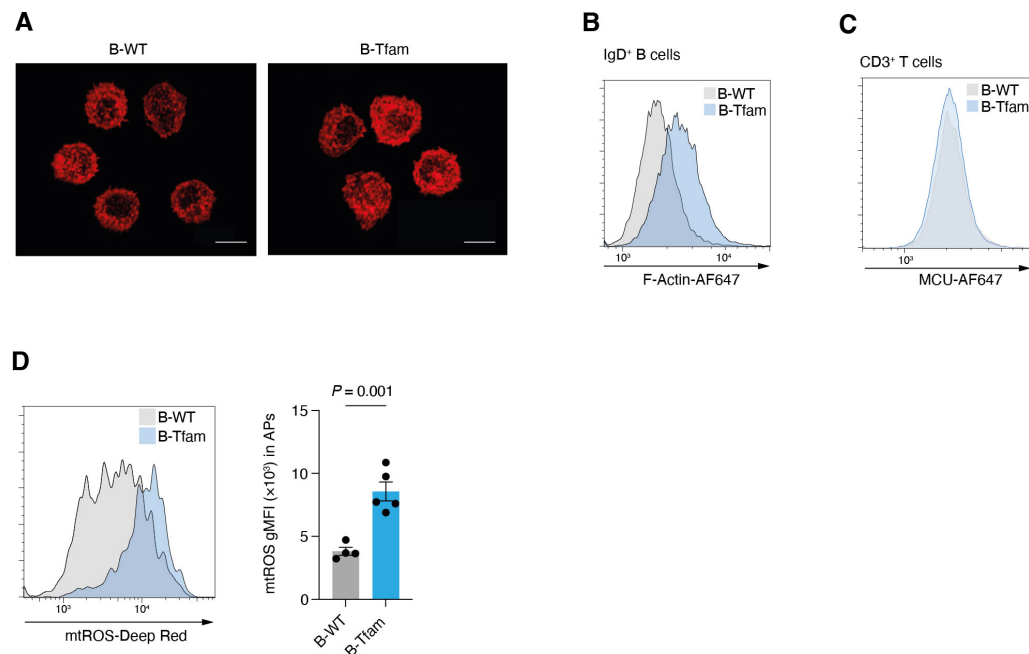 A
B-WT
B-Tfam
B
IgD⁺ B cells
B-WT
B-Tfam
10³
10⁴
F-Actin-AF647
C
CD3⁺ T cells
B-WT
B-Tfam
10³
MCU-AF647
D
B-WT
B-Tfam
10³
10⁴
mtROS-Deep Red
P = 0.001
mtROS gMFI (×10³) in APs
15
10
5
0
B-WT
B-Tfam